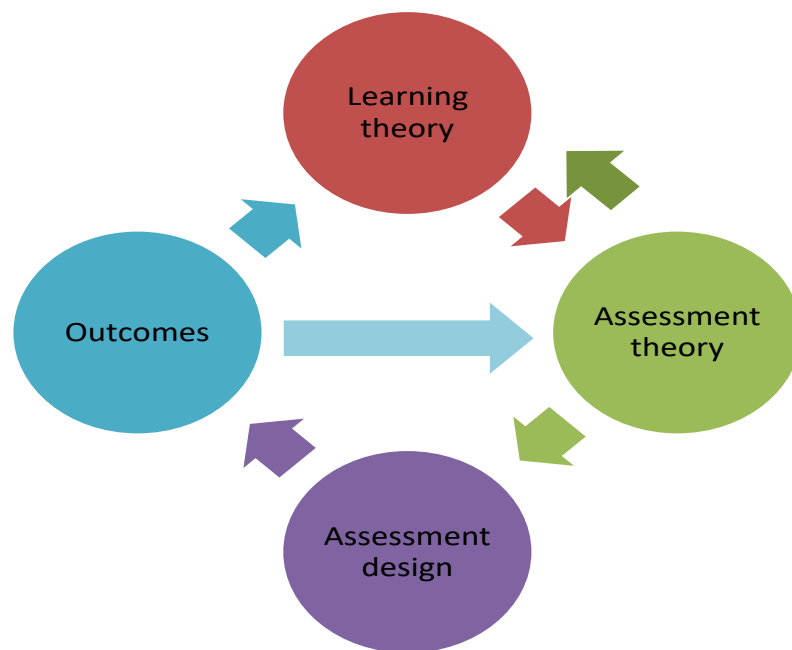 Learning
theory
Outcomes
Assessment
theory
Assessment
design